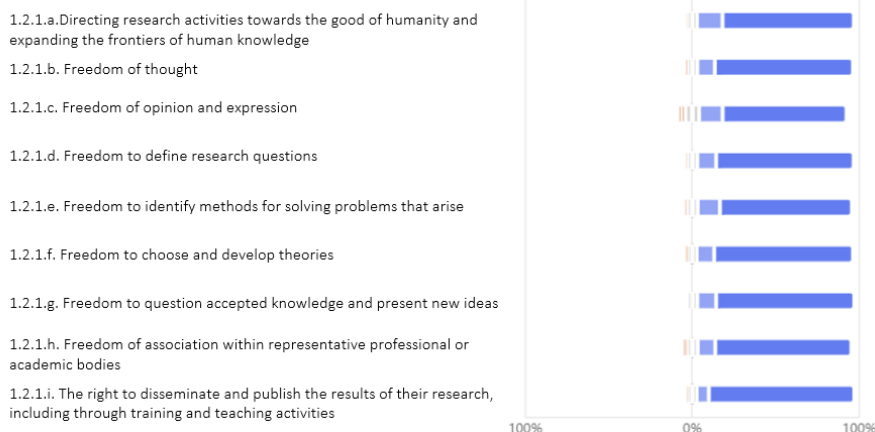 1.2.1.a.Directing research activities towards the good of humanity and
expanding the frontiers of human knowledge
1.2.1.b. Freedom of thought
1.2.1.c. Freedom of opinion and expression
1.2.1.d. Freedom to define research questions
1.2.1.e. Freedom to identify methods for solving problems that arise
1.2.1.f. Freedom to choose and develop theories
1.2.1.g. Freedom to question accepted knowledge and present new ideas
1.2.1.h. Freedom of association within representative professional or
academic bodies
1.2.1.i. The right to disseminate and publish the results of their research,
including through training and teaching activities
100% 0% 100%